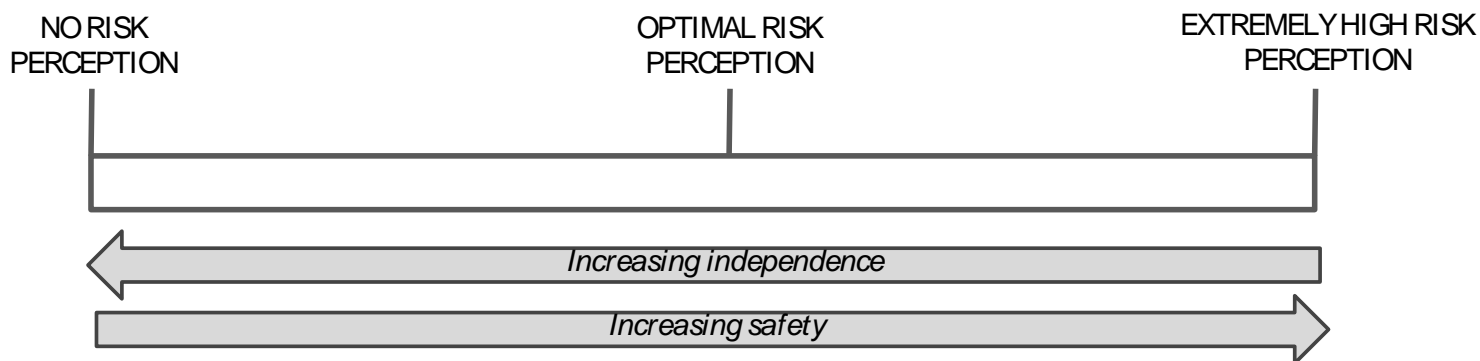 NO RISK
PERCEPTION
OPTIMAL RISK
PERCEPTION
EXTREMELY HIGH RISK
PERCEPTION
Increasing independence
Increasing safety